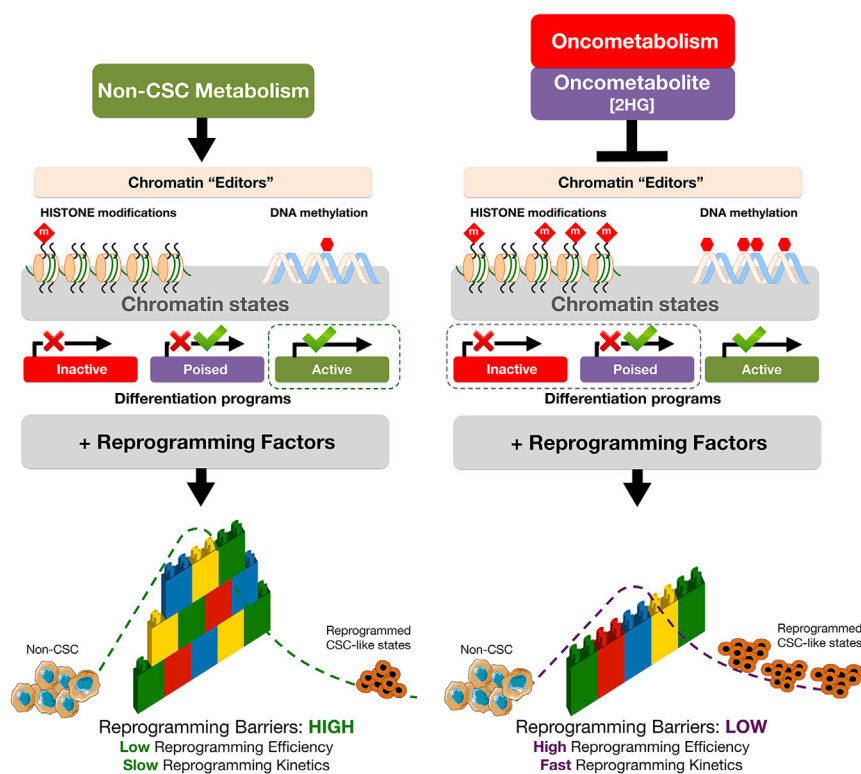 Non-CSC Metabolism
Chromatin “Editors”
HISTONE modifications
DNA methylation
m
Chromatin states
Inactive
Poised
Active
Differentiation programs
+ Reprogramming Factors
Non-CSC
Reprogrammed
CSC-like states
Reprogramming Barriers: HIGH
Low Reprogramming Efficiency
Slow Reprogramming Kinetics
Oncometabolism
Oncometabolite
[2HG]
Chromatin “Editors”
HISTONE modifications
DNA methylation
m
m
m
m
Chromatin states
Inactive
Poised
Active
Differentiation programs
+ Reprogramming Factors
Non-CSC
Reprogrammed
CSC-like states
Reprogramming Barriers: LOW
High Reprogramming Efficiency
Fast Reprogramming Kinetics